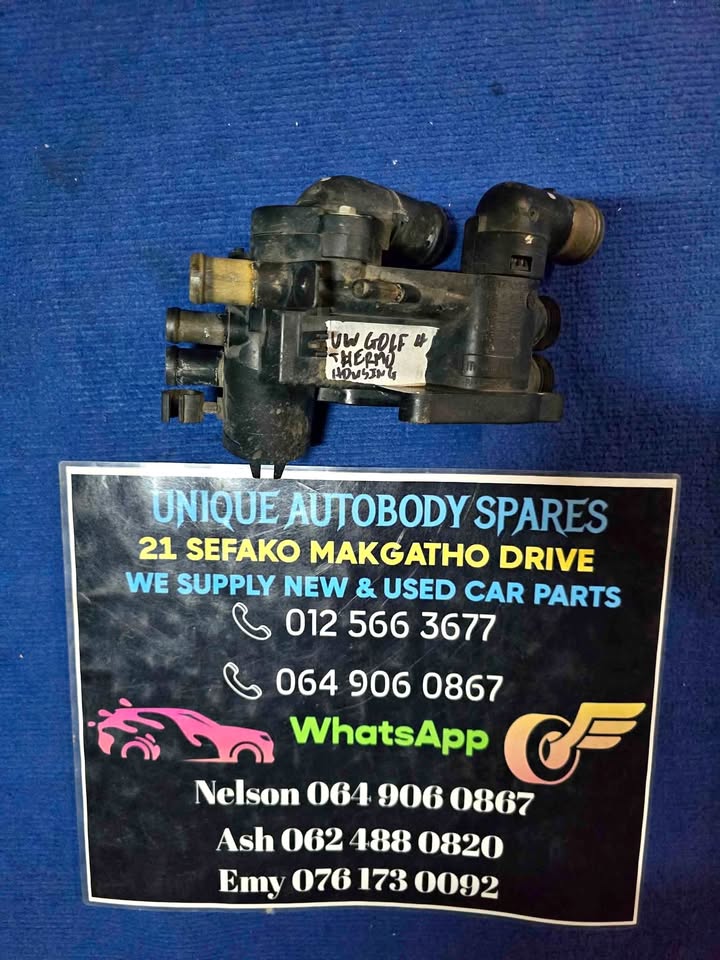 VW GOLF 4
THERMO
HOUSING
UNIQUE AUTOBODY SPARES
21 SEFAKO MAKGATHO DRIVE
WE SUPPLY NEW & USED CAR PARTS
012 566 3677
064 906 0867
WhatsApp
Nelson 064 906 0867
Ash 062 488 0820
Emy 076 173 0092